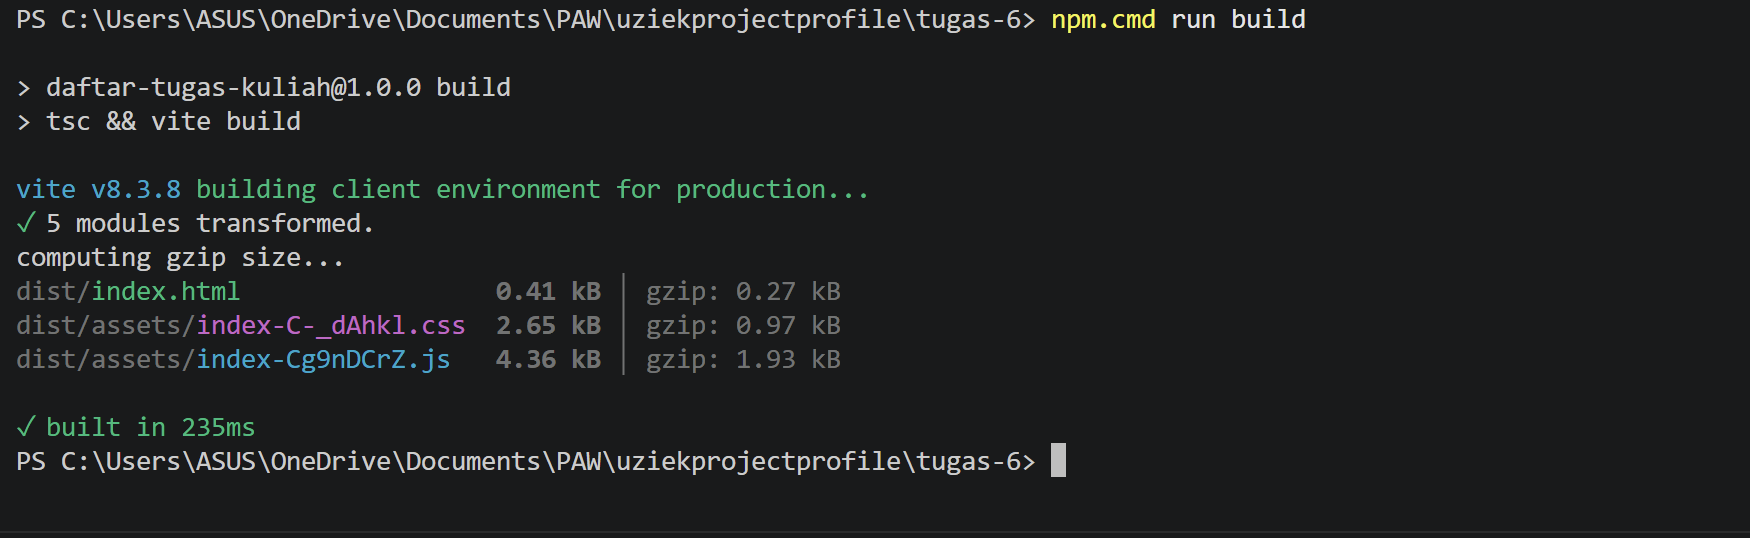 PS C:\Users\ASUS\OneDrive\Documents\PAW\uziekprojectprofile\tugas-6> npm.cmd run build
> daftar-tugas-kuliah@1.0.0 build
> tsc && vite build
vite v8.3.8 building client environment for production...
✓ 5 modules transformed.
computing gzip size...
dist/index.html 0.41 kB │ gzip: 0.27 kB
dist/assets/index-C-_dAhkl.css 2.65 kB │ gzip: 0.97 kB
dist/assets/index-Cg9nDCrZ.js 4.36 kB │ gzip: 1.93 kB
✓ built in 235ms
PS C:\Users\ASUS\OneDrive\Documents\PAW\uziekprojectprofile\tugas-6>